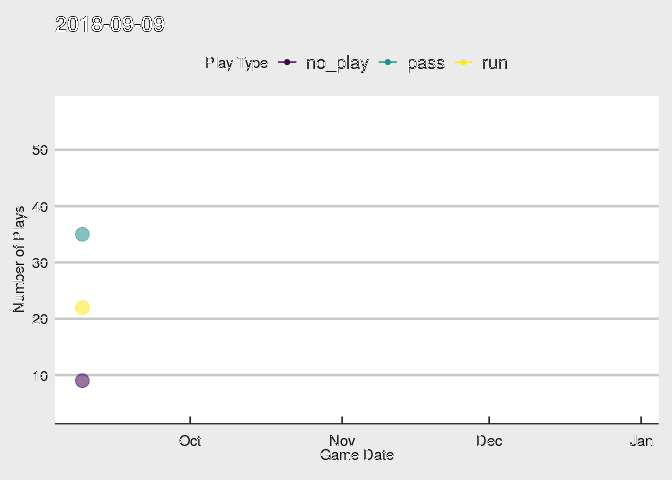 2018-09-09
Play Type no_play pass run
50
40
30
20
10
Number of Plays
Oct Nov Dec Jan
Game Date